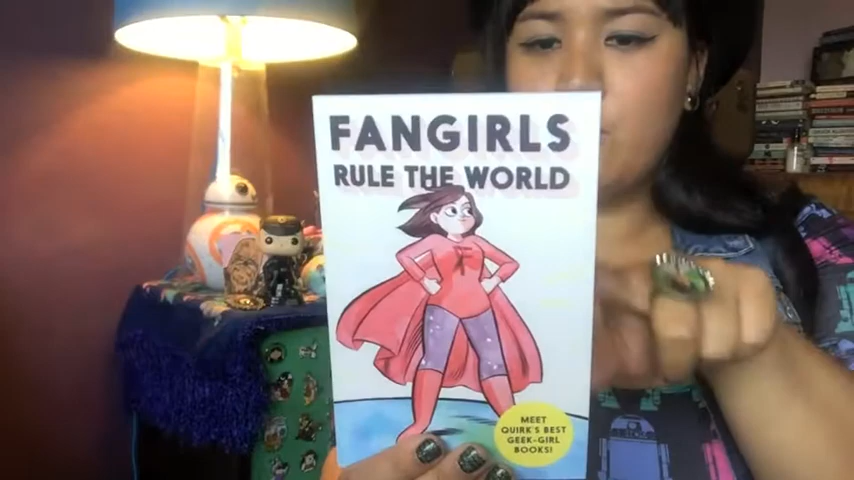 FANGIRLS
RULE THE WORLD
F
MEET
QUIRK'S BEST
GEEK-GIRL
BOOKS!